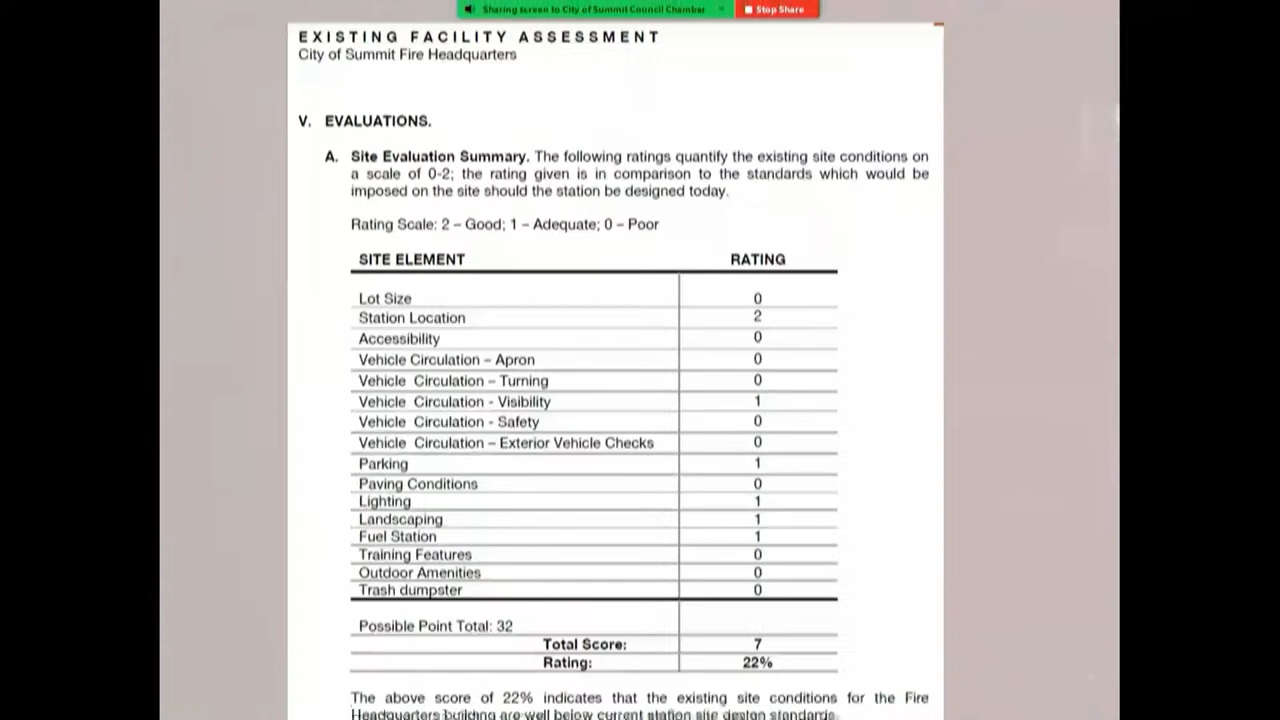 Sharing screen to City of Summit Council Chamber
Stop Share
EXISTING FACILITY ASSESSMENT
City of Summit Fire Headquarters
V. EVALUATIONS.
A. Site Evaluation Summary. The following ratings quantify the existing site conditions on
a scale of 0-2; the rating given is in comparison to the standards which would be
imposed on the site should the station be designed today.
Rating Scale: 2 – Good; 1 – Adequate; 0 – Poor
SITE ELEMENT RATING
Lot Size 0
Station Location 2
Accessibility 0
Vehicle Circulation – Apron 0
Vehicle Circulation – Turning 0
Vehicle Circulation - Visibility 1
Vehicle Circulation - Safety 0
Vehicle Circulation – Exterior Vehicle Checks 0
Parking 1
Paving Conditions 0
Lighting 1
Landscaping 1
Fuel Station 1
Training Features 0
Outdoor Amenities 0
Trash dumpster 0
Possible Point Total: 32
Total Score: 7
Rating: 22%
The above score of 22% indicates that the existing site conditions for the Fire
Headquarters building are well below current station site design standards.